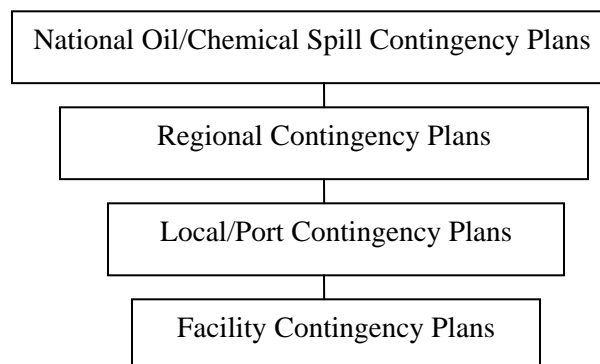 National Oil/Chemical Spill Contingency Plans
Regional Contingency Plans
Local/Port Contingency Plans
Facility Contingency Plans